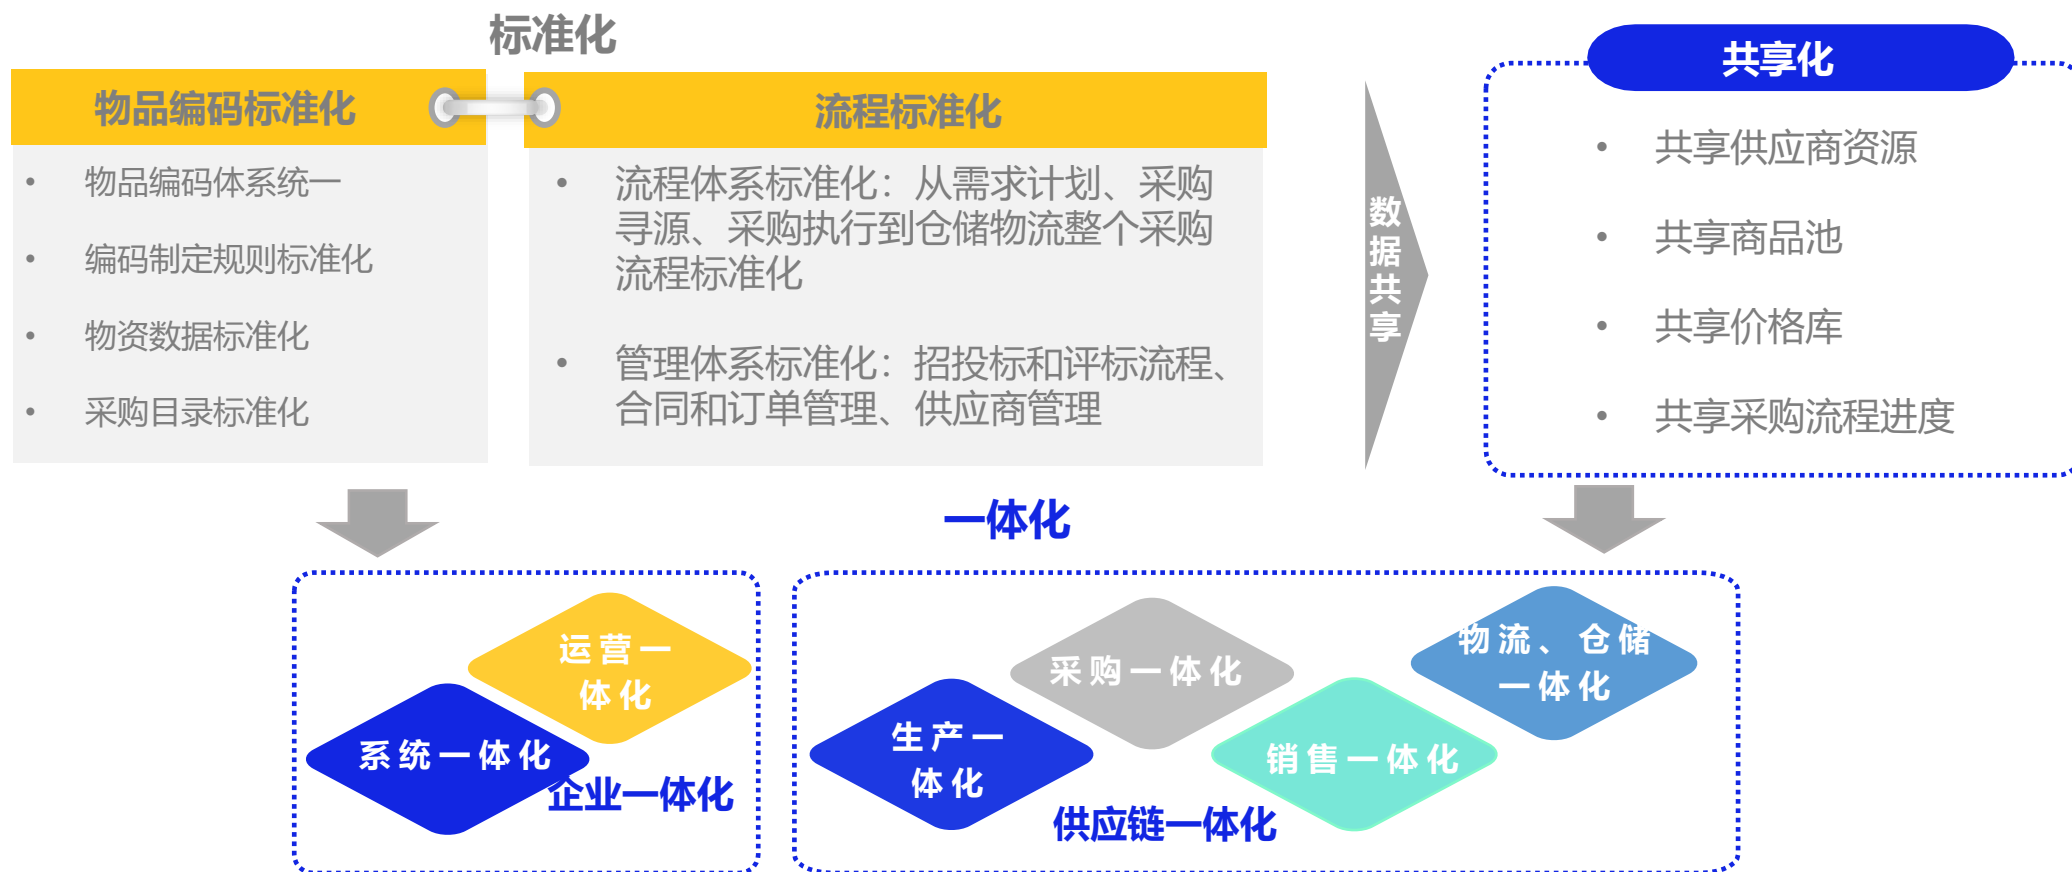 标准化
物品编码标准化
• 物品编码体系统一
• 编码制定规则标准化
• 物资数据标准化
• 采购目录标准化
流程标准化
• 流程体系标准化：从需求计划、采购
寻源、采购执行到仓储物流整个采购
流程标准化
• 管理体系标准化：招投标和评标流程、
合同和订单管理、供应商管理
数
据
共
享
共享化
• 共享供应商资源
• 共享商品池
• 共享价格库
• 共享采购流程进度
一体化
运营一
体化
系统一体化
企业一体化
生产一
体化
采购一体化
销售一体化
物流、仓储
一体化
供应链一体化